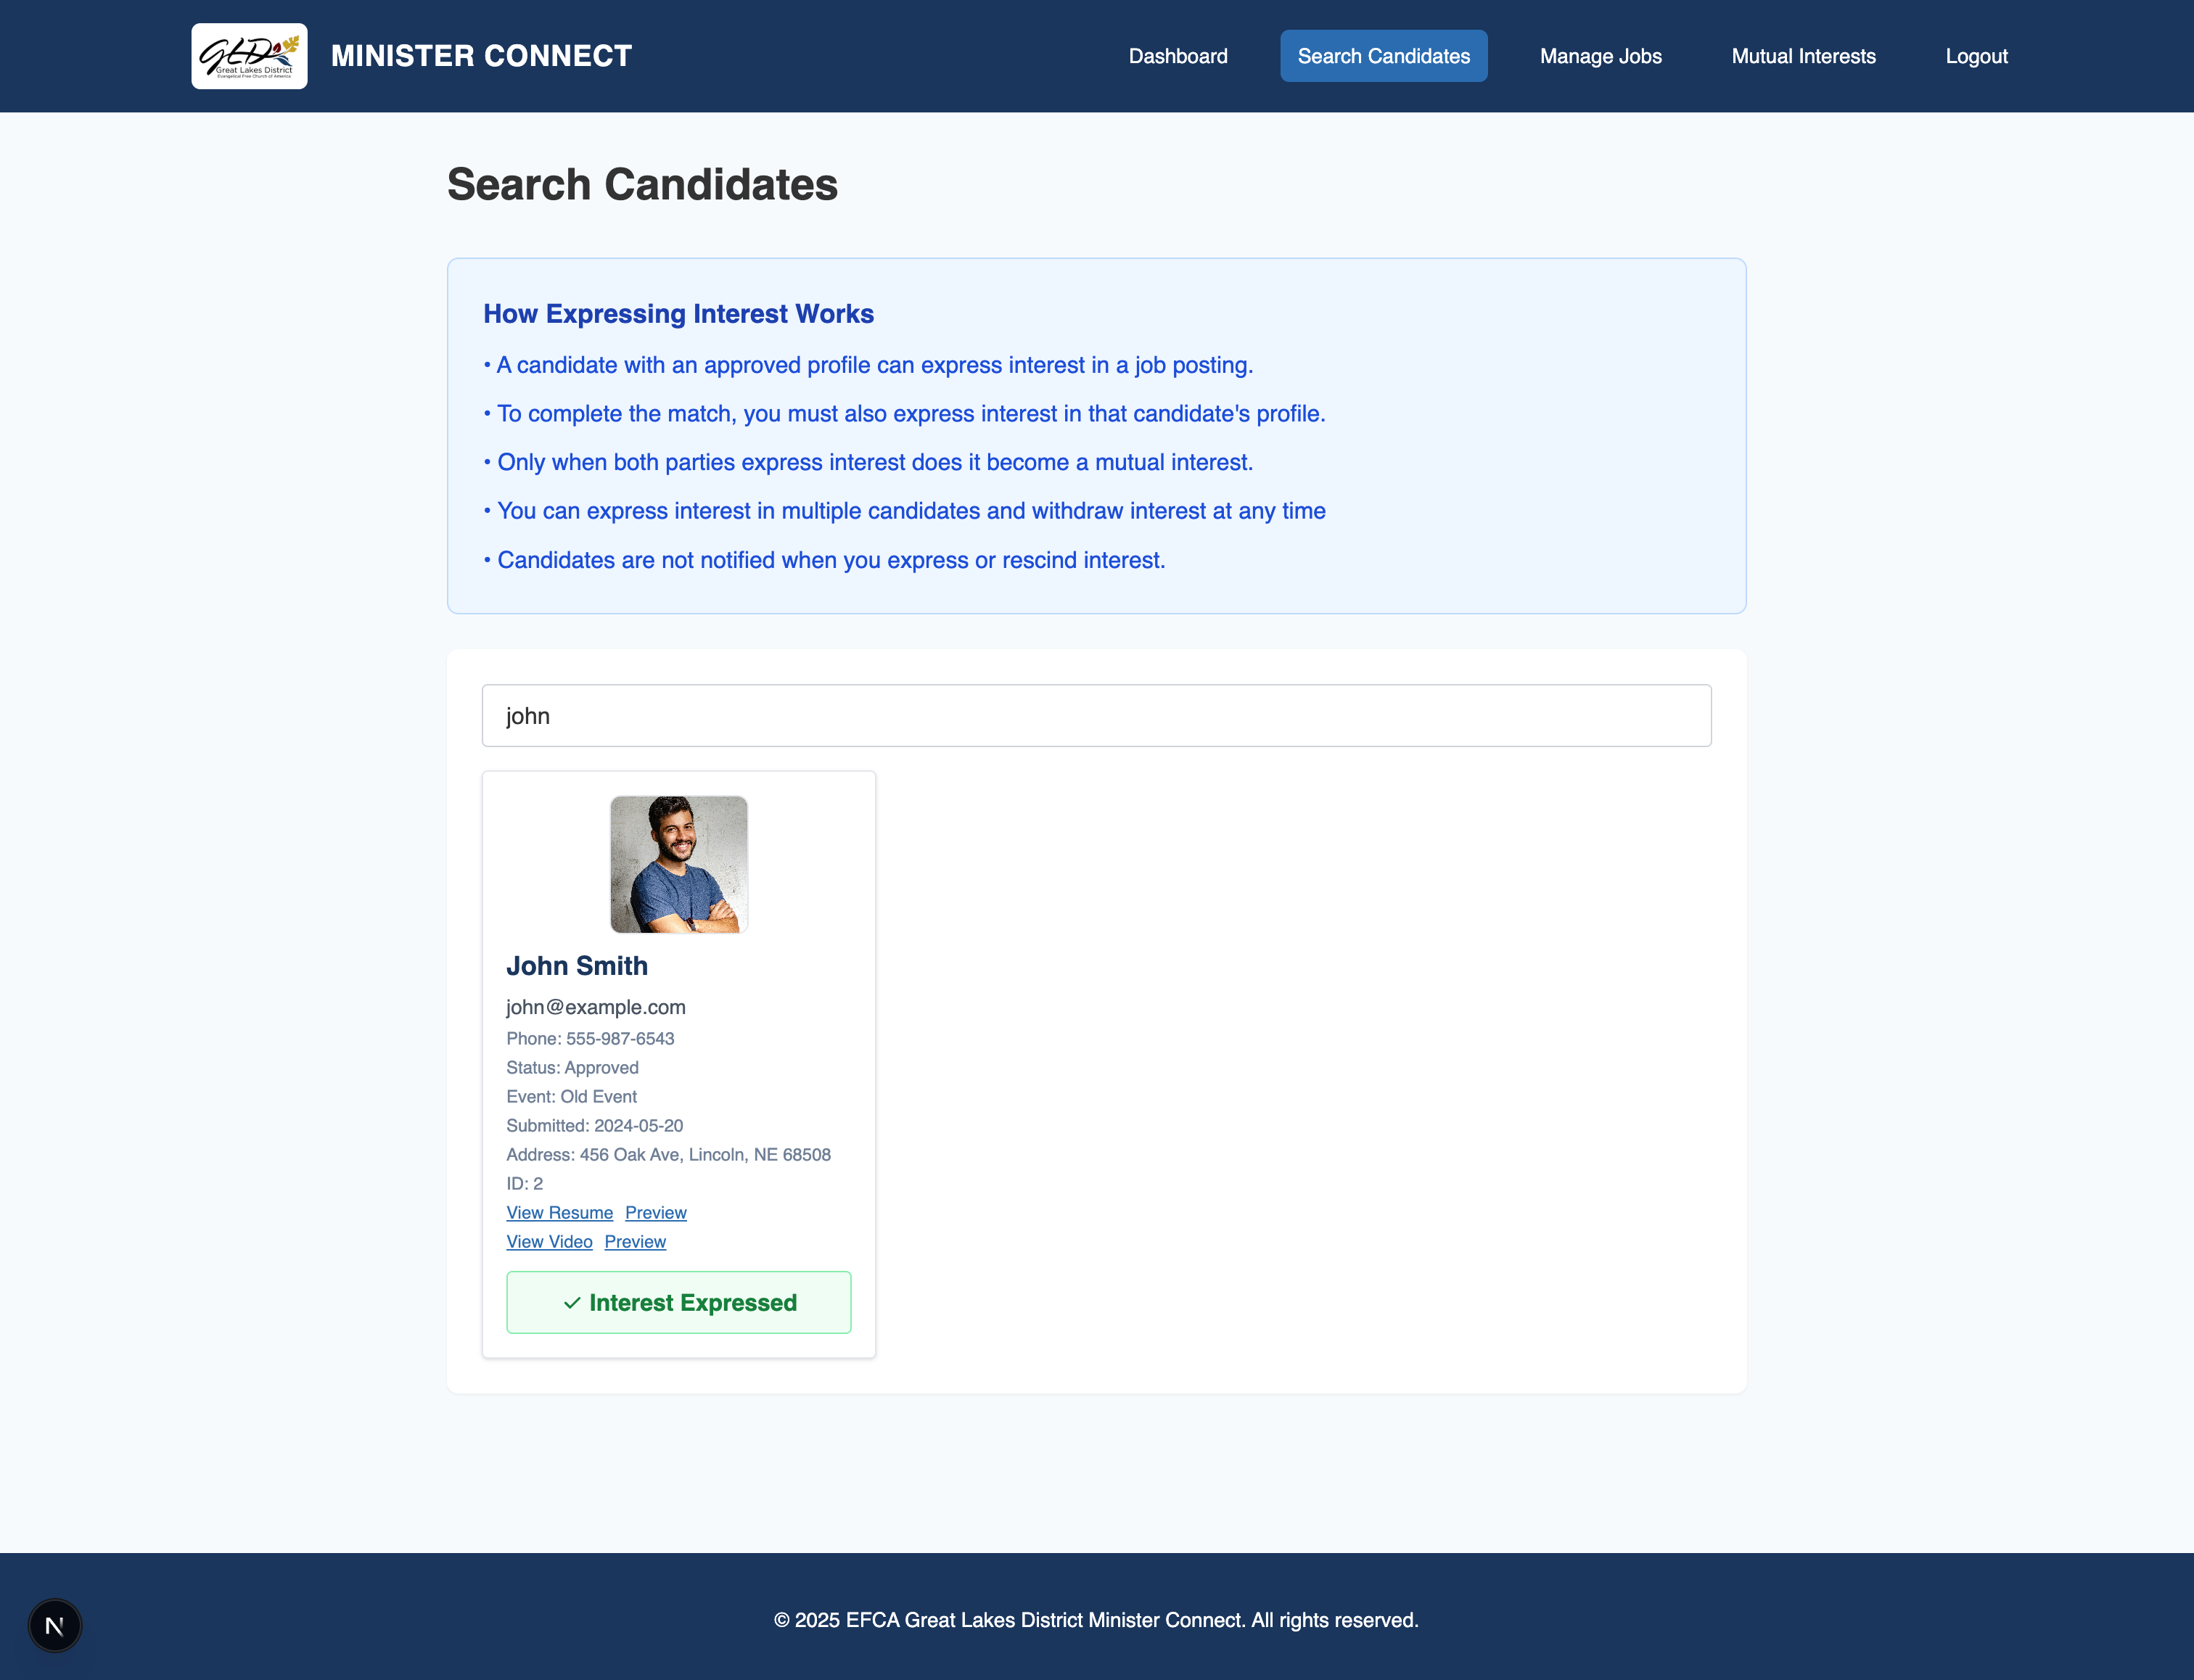 GLD
Great Lakes District
Evangelical Free Church of America
MINISTER CONNECT
Dashboard
Search Candidates
Manage Jobs
Mutual Interests
Logout
Search Candidates
How Expressing Interest Works
• A candidate with an approved profile can express interest in a job posting.
• To complete the match, you must also express interest in that candidate's profile.
• Only when both parties express interest does it become a mutual interest.
• You can express interest in multiple candidates and withdraw interest at any time
• Candidates are not notified when you express or rescind interest.
john
John Smith
john@example.com
Phone: 555-987-6543
Status: Approved
Event: Old Event
Submitted: 2024-05-20
Address: 456 Oak Ave, Lincoln, NE 68508
ID: 2
View Resume Preview
View Video Preview
✓ Interest Expressed
N
© 2025 EFCA Great Lakes District Minister Connect. All rights reserved.